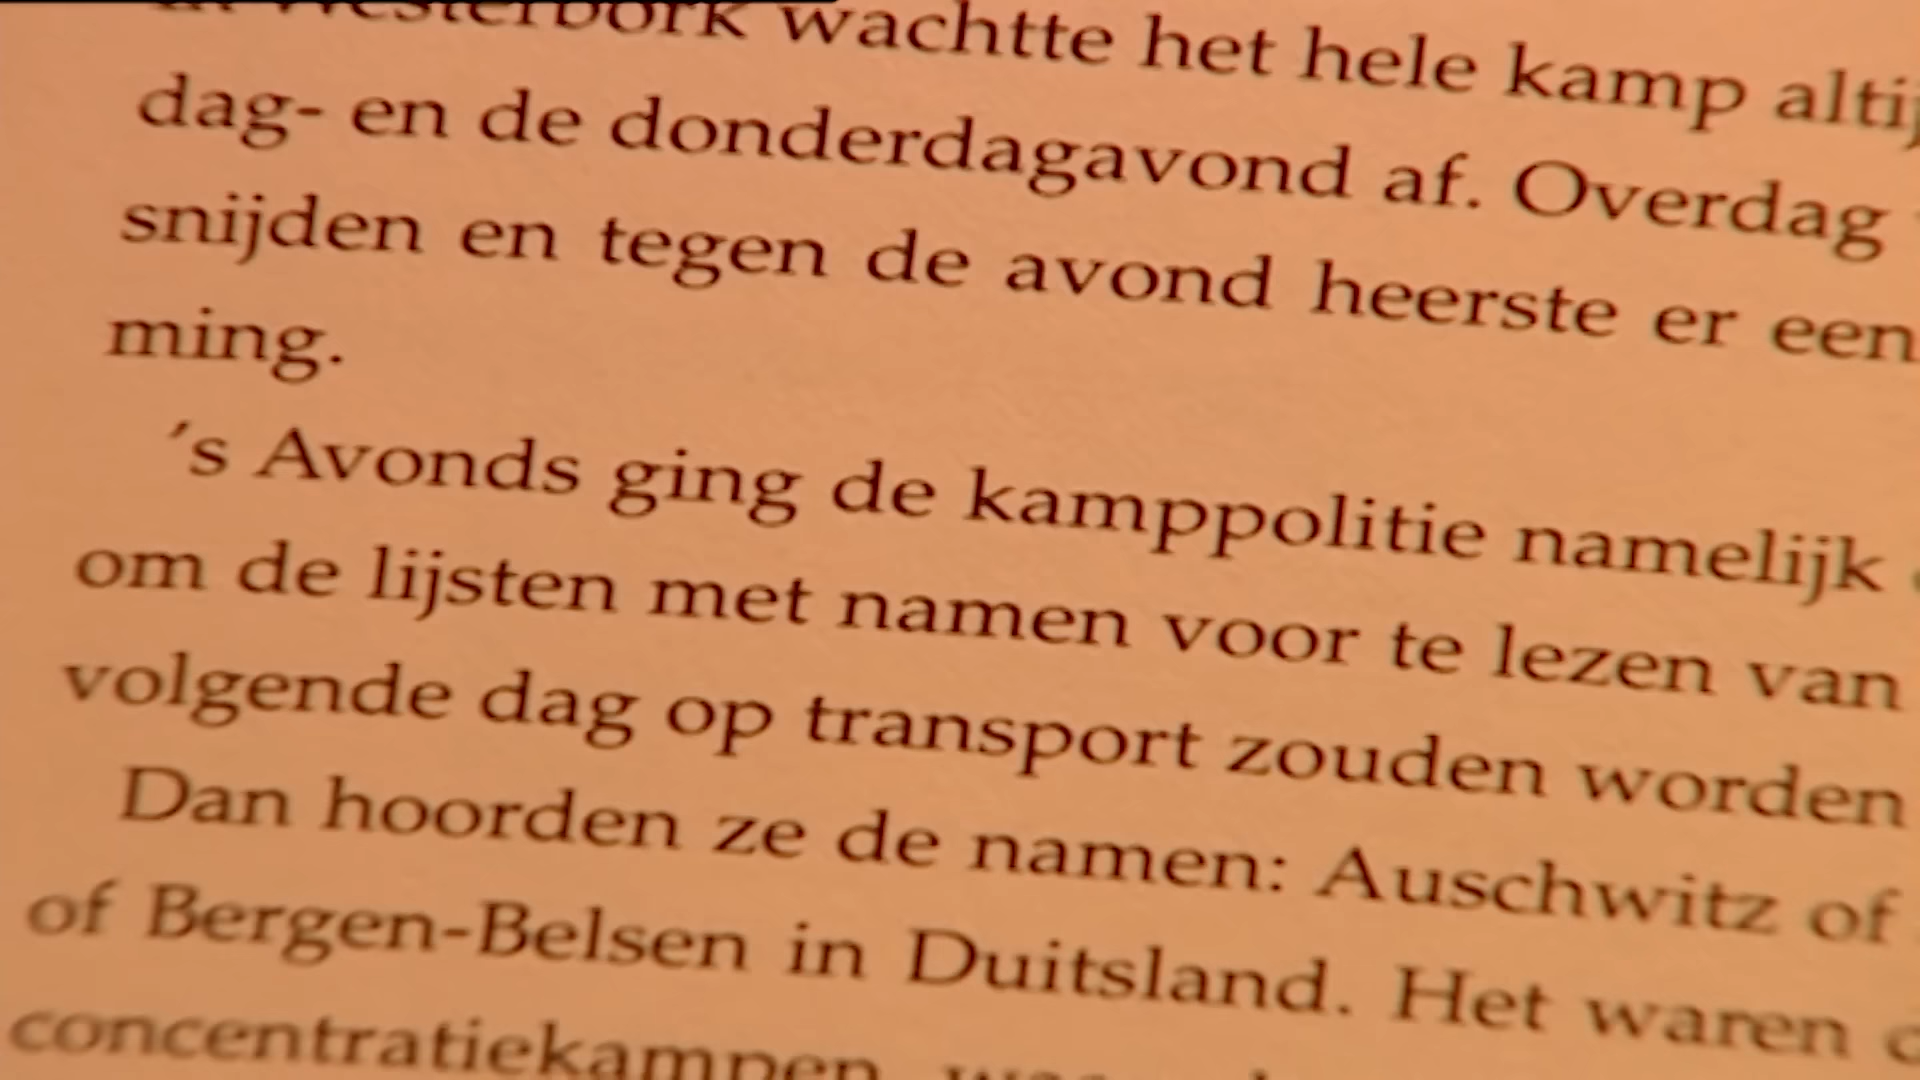 Westerbork wachtte het hele kamp altij
dag- en de donderdagavond af. Overdag
snijden en tegen de avond heerste er een
ming.
's Avonds ging de kamppolitie namelijk
om de lijsten met namen voor te lezen van
volgende dag op transport zouden worden
Dan hoorden ze de namen: Auschwitz of
of Bergen-Belsen in Duitsland. Het waren
concentratiekampen